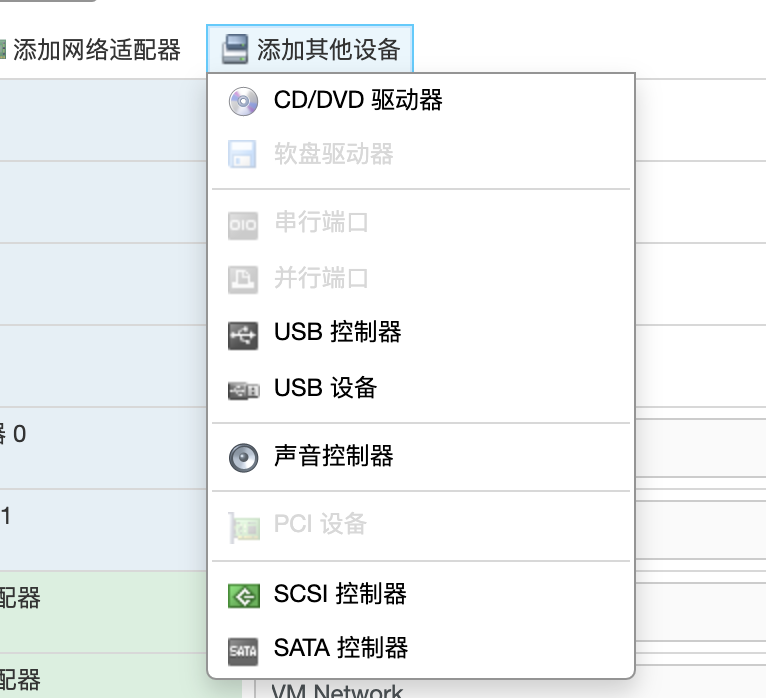 添加网络适配器 添加其他设备
CD/DVD 驱动器
软盘驱动器
串行端口
并行端口
USB 控制器
USB 设备
器 0
声音控制器
1
PCI 设备
配器
SCSI 控制器
SATA 控制器
配器
VM Network